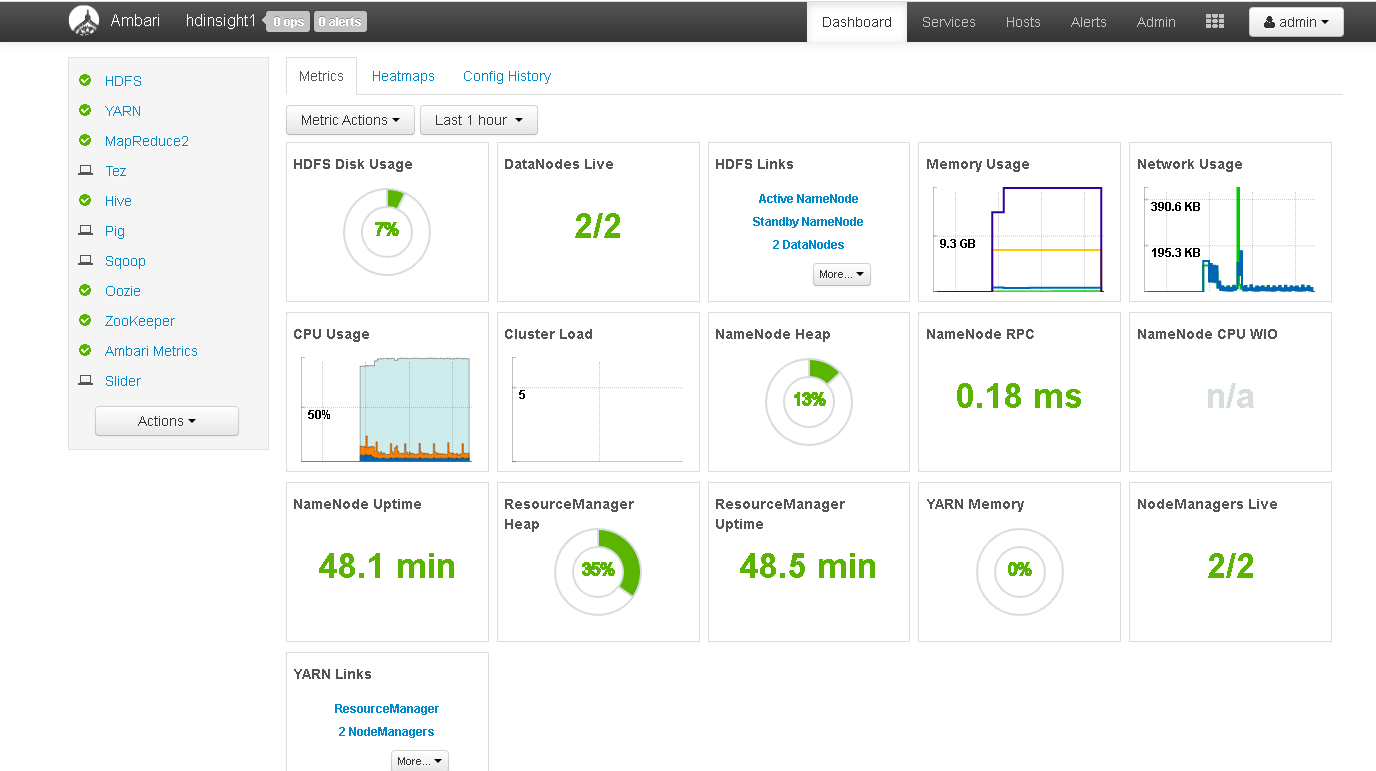 Ambari hdinsight1 0 ops 0 alerts Dashboard Services Hosts Alerts Admin admin
HDFS
YARN
MapReduce2
Tez
Hive
Pig
Sqoop
Oozie
ZooKeeper
Ambari Metrics
Slider
Actions
Metrics Heatmaps Config History
Metric Actions Last 1 hour
HDFS Disk Usage
7%
DataNodes Live
2/2
HDFS Links
Active NameNode
Standby NameNode
2 DataNodes
More...
Memory Usage
9.3 GB
Network Usage
390.6 KB
195.3 KB
CPU Usage
50%
Cluster Load
5
NameNode Heap
13%
NameNode RPC
0.18 ms
NameNode CPU WIO
n/a
NameNode Uptime
48.1 min
ResourceManager
Heap
35%
ResourceManager
Uptime
48.5 min
YARN Memory
0%
NodeManagers Live
2/2
YARN Links
ResourceManager
2 NodeManagers
More...